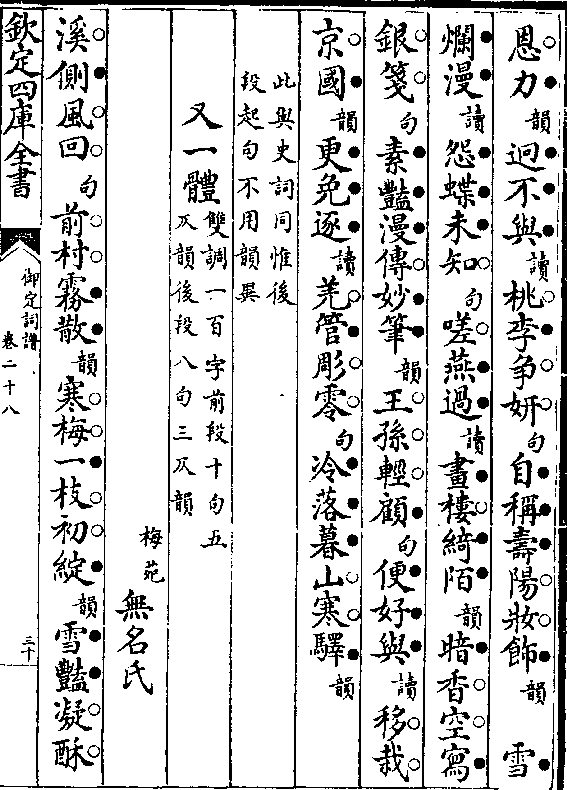 恩力韻迥不與讀桃李争妍句自稱壽陽妝飾韻　雪
爛漫讀怨蝶未知句嗟燕過讀畫樓綺陌韻暗香空寫
銀箋句素豔漫傳妙筆韻王孫輕顧句便好與讀移栽
京國韻更免逐讀羌管彫零句冷落暮山寒驛韻
此與史詞同惟後
段起句不用韻異
又一體雙調一百字前段十句五
仄韻後段八句三仄韻
梅苑　無名氏
溪側風回句前村霧散韻寒梅一枝初綻韻雪豔凝酥
欽定四庫全書
御定詞譜
卷二十八
三十